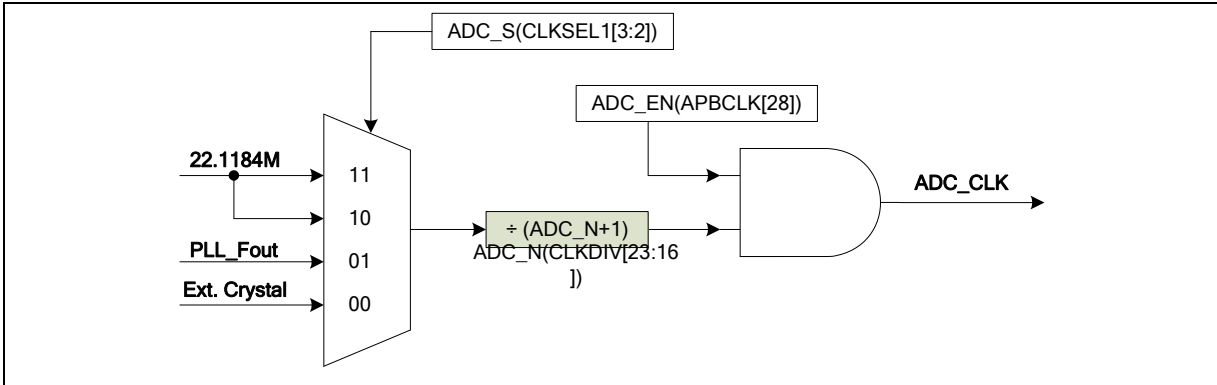 ADC_S(CLKSEL1[3:2])
ADC_EN(APBCLK[28])
22.1184M
11
ADC_CLK
10
÷ (ADC_N+1)
ADC_N(CLKDIV[23:16
])
PLL_Fout
01
Ext. Crystal
00